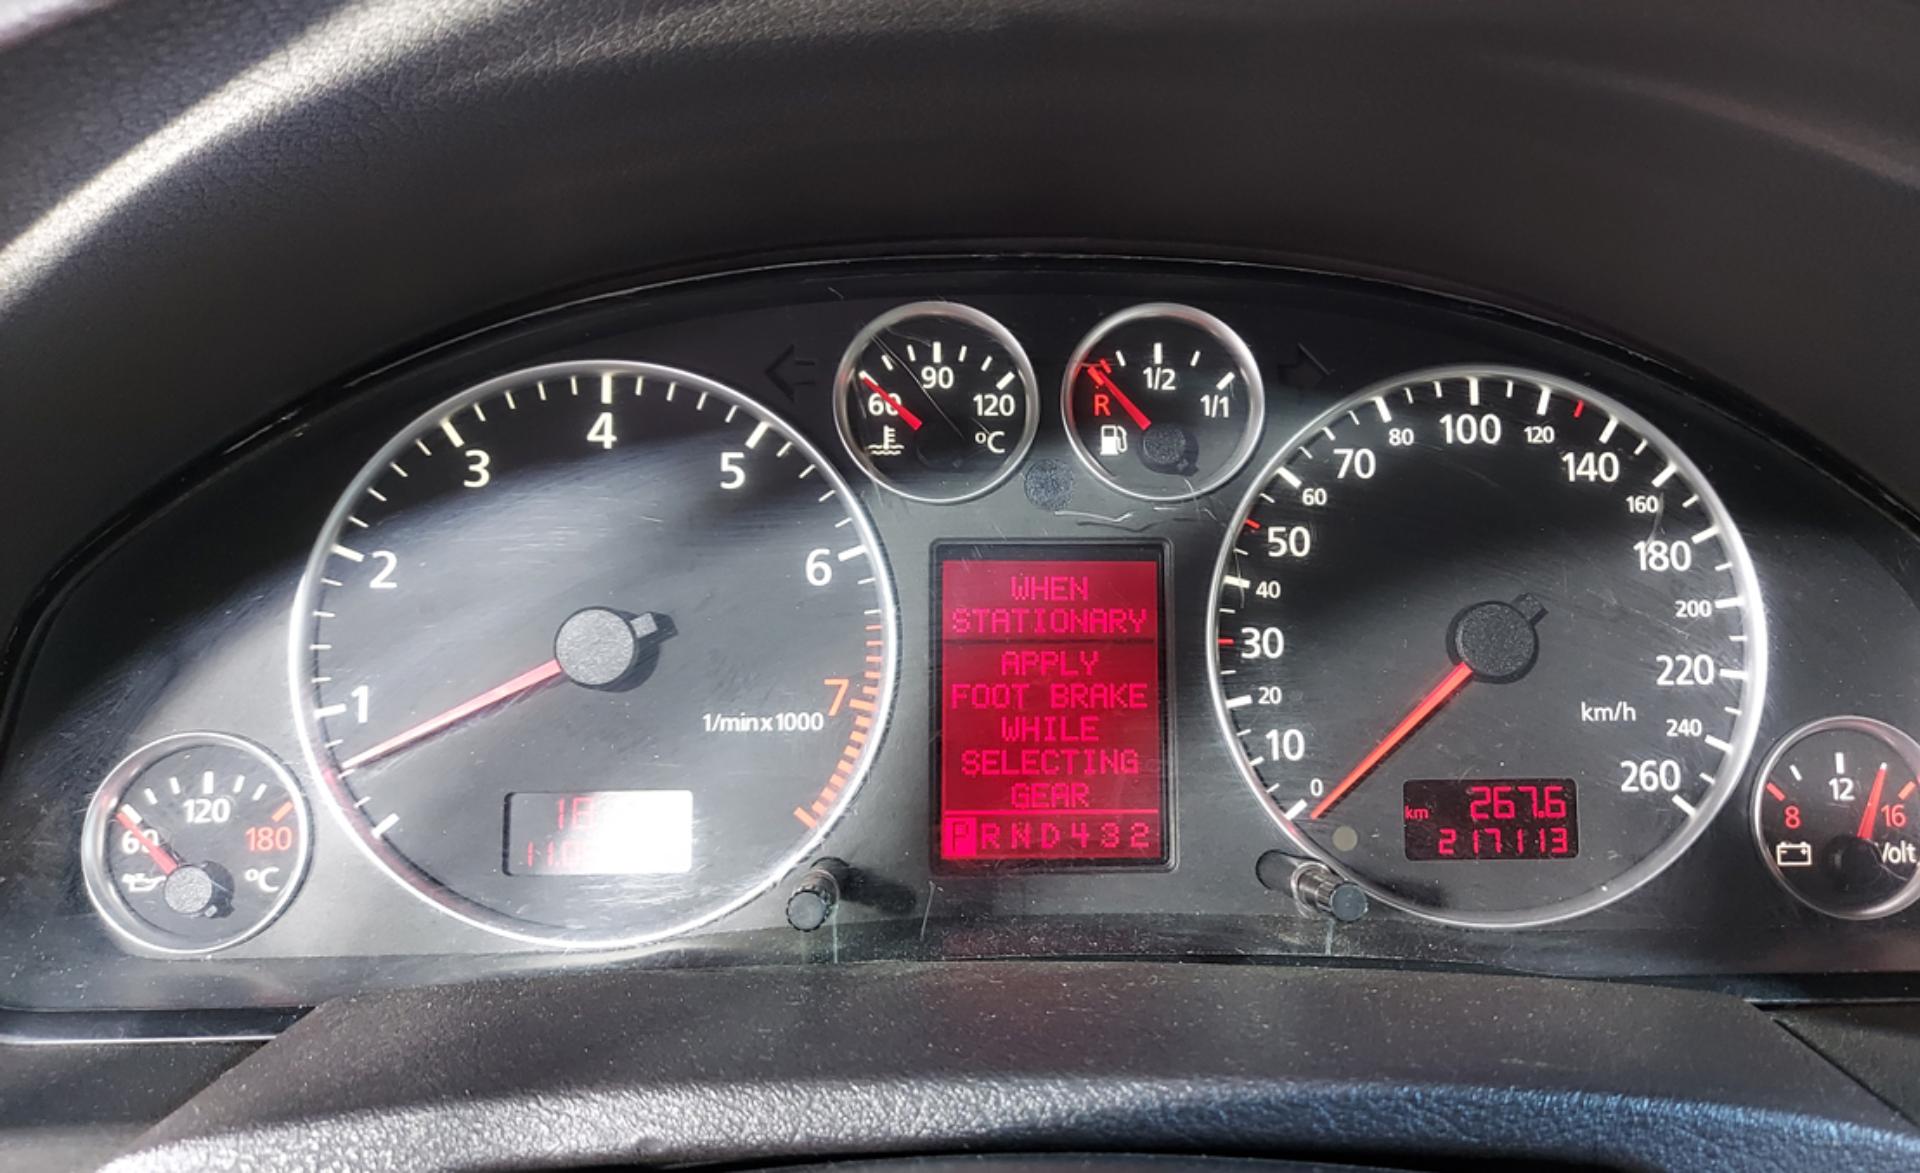 90
60
120
°C
1/2
R
1/1
1
2
3
4
5
6
7
1/min x 1000
60
120
180
°C
WHEN
STATIONARY
APPLY
FOOT BRAKE
WHILE
SELECTING
GEAR
P R N D 4 3 2
0
10
20
30
40
50
60
70
80
100
120
140
160
180
200
220
240
260
km/h
km 267.6
217113
8
12
16
Volt